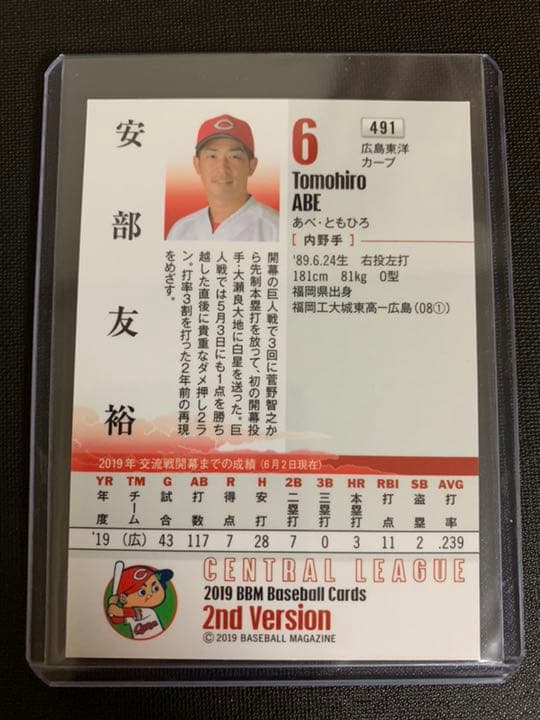 安部友裕
6
491
広島東洋
カープ
Tomohiro
ABE
あべ・ともひろ
[ 内野手 ]
'89.6.24生 右投左打
181cm 81kg O型
福岡県出身
福岡工大城東高ー広島(08①)
開幕の巨人戦で3回に菅野智之か
ら先制本塁打を放って、初の開幕投
手・大瀬良大地に白星を送った。巨
人戦では5月3日にも1点を勝ち
越した直後に貴重なダメ押し2ラ
ン。打率3割を打った2年前の再現
をめざす。
2019年 交流戦開幕までの成績 (6月2日現在)
YR TM G AB R H 2B 3B HR RBI SB AVG
年度 チーム 試合 打数 得点 安打 二塁打 三塁打 本塁打 打点 盗塁 打率
'19 (広) 43 117 7 28 7 0 3 11 2 .239
CENTRAL LEAGUE
2019 BBM Baseball Cards
2nd Version
© 2019 BASEBALL MAGAZINE
Carp